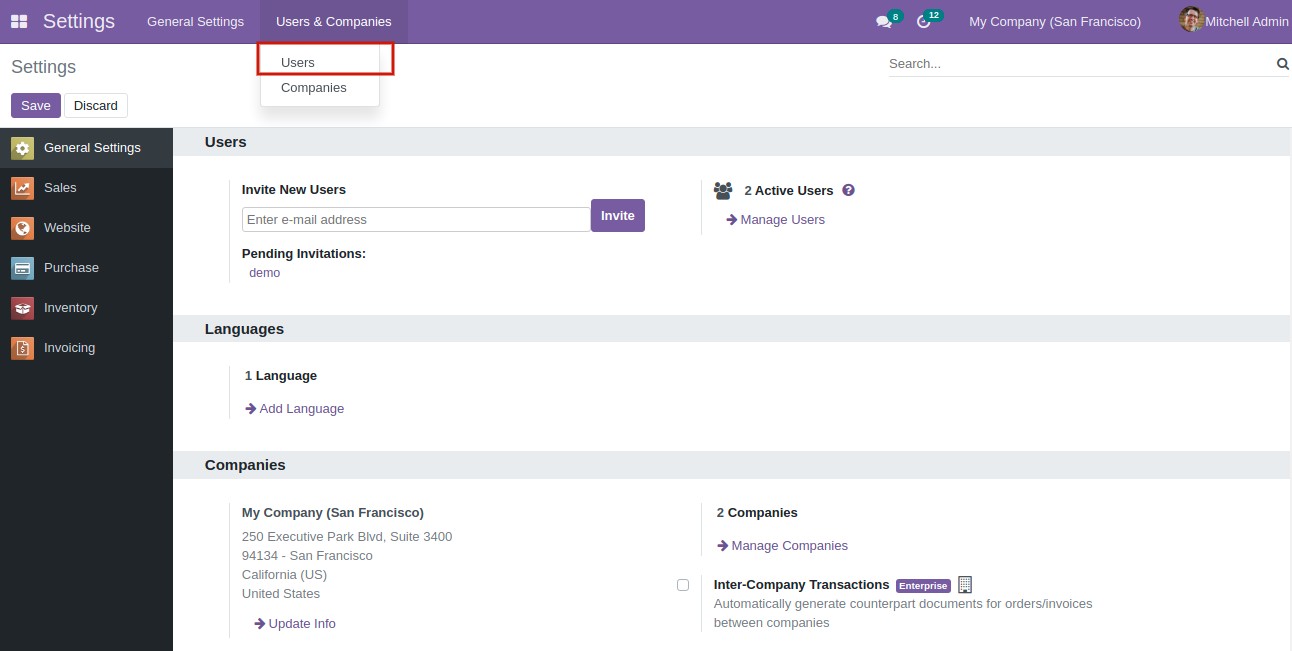 Settings General Settings Users & Companies 8 12 My Company (San Francisco) Mitchell Admin
Settings
Users
Companies
Search...
Save Discard
General Settings
Sales
Website
Purchase
Inventory
Invoicing
Users
Invite New Users
Enter e-mail address Invite
Pending Invitations:
demo
2 Active Users ?
Manage Users
Languages
1 Language
Add Language
Companies
My Company (San Francisco)
250 Executive Park Blvd, Suite 3400
94134 - San Francisco
California (US)
United States
Update Info
2 Companies
Manage Companies
Inter-Company Transactions Enterprise
Automatically generate counterpart documents for orders/invoices
between companies